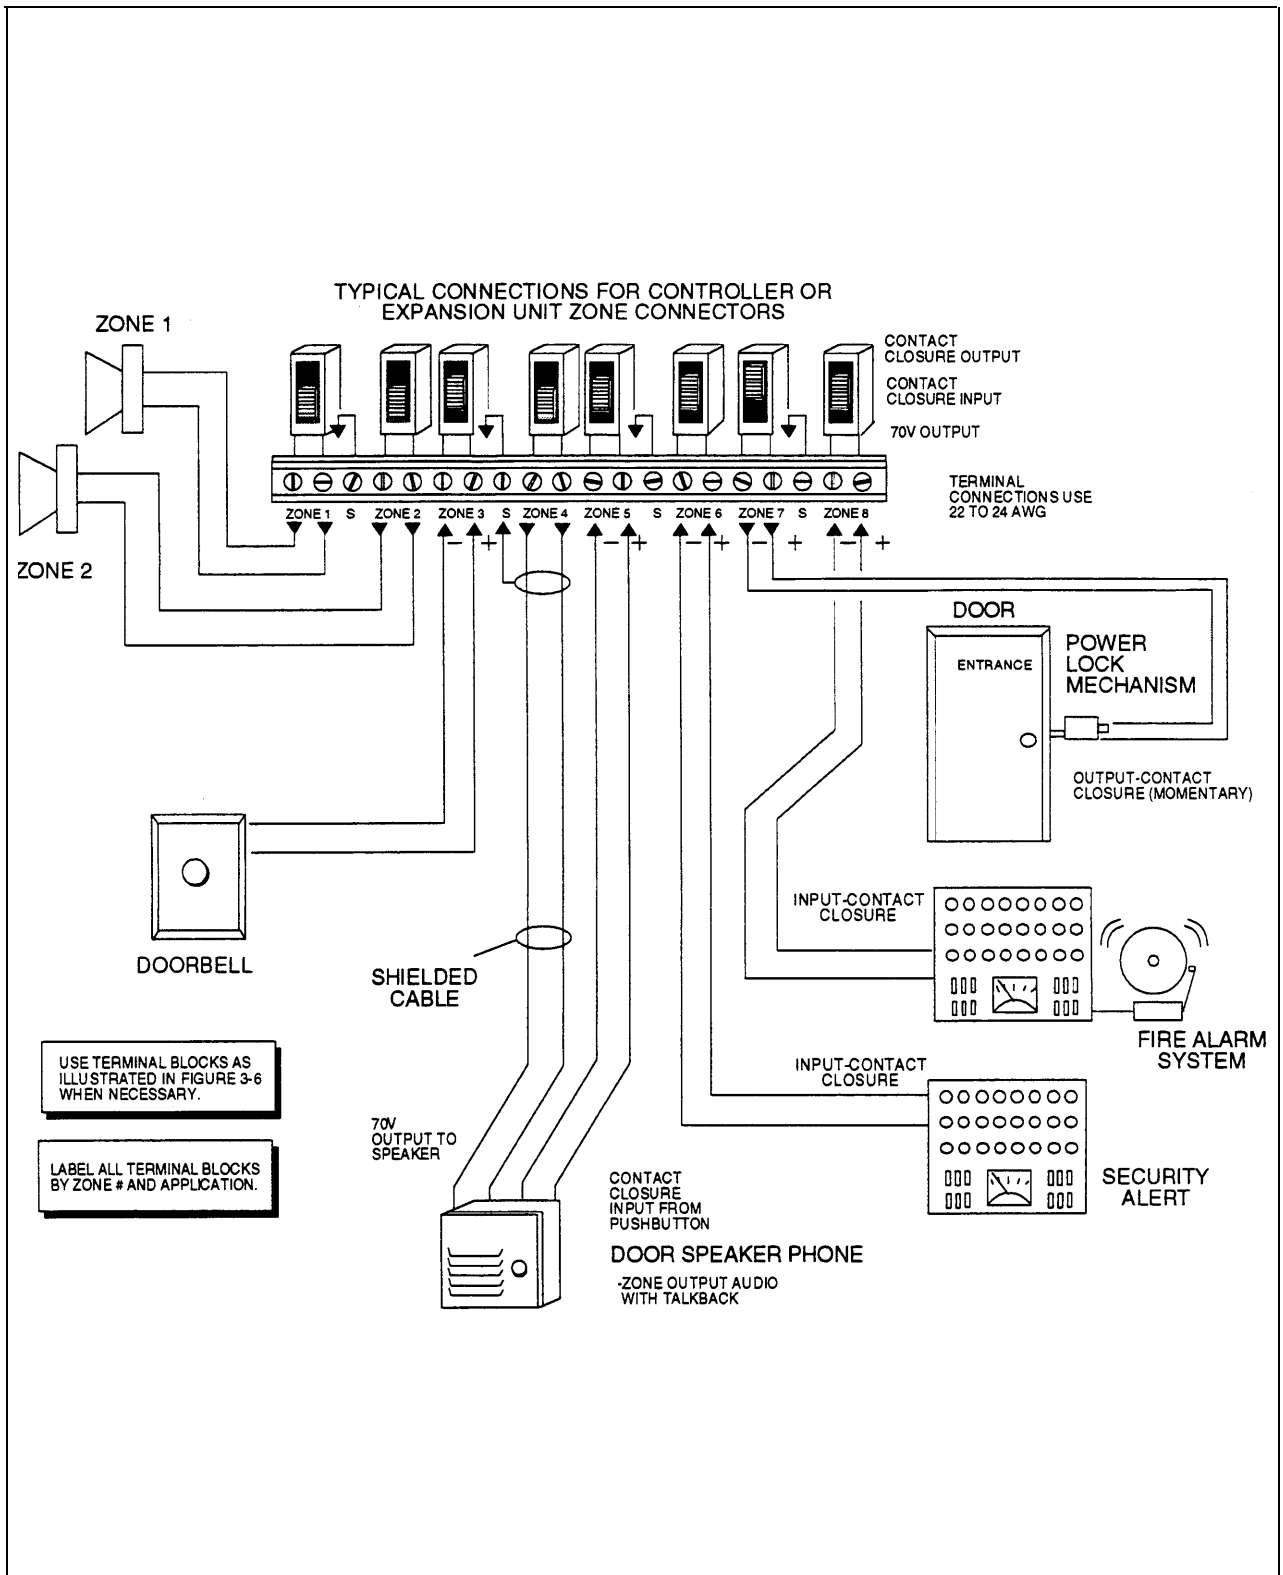 TYPICAL CONNECTIONS FOR CONTROLLER OR
EXPANSION UNIT ZONE CONNECTORS
ZONE 1
ZONE 2
CONTACT
CLOSURE OUTPUT
CONTACT
CLOSURE INPUT
70V OUTPUT
TERMINAL
CONNECTIONS USE
22 TO 24 AWG
ZONE 1 S ZONE 2 ZONE 3 S ZONE 4 ZONE 5 S ZONE 6 ZONE 7 S ZONE 8
− + − + − + − + − +
DOOR
ENTRANCE
POWER
LOCK
MECHANISM
OUTPUT-CONTACT
CLOSURE (MOMENTARY)
DOORBELL
SHIELDED
CABLE
INPUT-CONTACT
CLOSURE
FIRE ALARM
SYSTEM
USE TERMINAL BLOCKS AS
ILLUSTRATED IN FIGURE 3-6
WHEN NECESSARY.
LABEL ALL TERMINAL BLOCKS
BY ZONE # AND APPLICATION.
INPUT-CONTACT
CLOSURE
SECURITY
ALERT
70V
OUTPUT TO
SPEAKER
CONTACT
CLOSURE
INPUT FROM
PUSHBUTTON
DOOR SPEAKER PHONE
-ZONE OUTPUT AUDIO
WITH TALKBACK